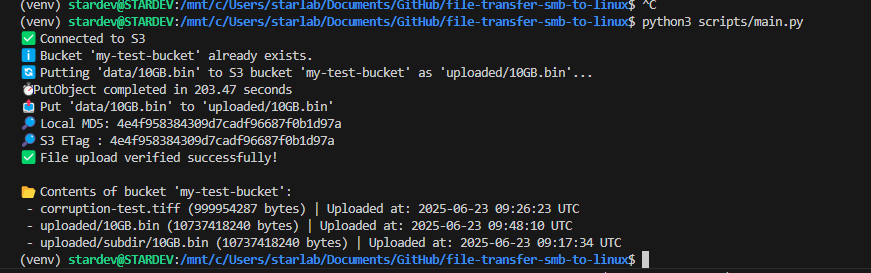 (venv) stardev@STARDEV:/mnt/c/Users/starlab/Documents/GitHub/file-transfer-smb-to-linux$ ^C
(venv) stardev@STARDEV:/mnt/c/Users/starlab/Documents/GitHub/file-transfer-smb-to-linux$ python3 scripts/main.py
✅ Connected to S3
ℹ️ Bucket 'my-test-bucket' already exists.
🔄 Putting 'data/10GB.bin' to S3 bucket 'my-test-bucket' as 'uploaded/10GB.bin'...
⏱️PutObject completed in 203.47 seconds
📤 Put 'data/10GB.bin' to 'uploaded/10GB.bin'
🔎 Local MD5: 4e4f958384309d7cadf96687f0b1d97a
🔎 S3 ETag : 4e4f958384309d7cadf96687f0b1d97a
✅ File upload verified successfully!
📂 Contents of bucket 'my-test-bucket':
- corruption-test.tiff (999954287 bytes) | Uploaded at: 2025-06-23 09:26:23 UTC
- uploaded/10GB.bin (10737418240 bytes) | Uploaded at: 2025-06-23 09:48:10 UTC
- uploaded/subdir/10GB.bin (10737418240 bytes) | Uploaded at: 2025-06-23 09:17:34 UTC
(venv) stardev@STARDEV:/mnt/c/Users/starlab/Documents/GitHub/file-transfer-smb-to-linux$